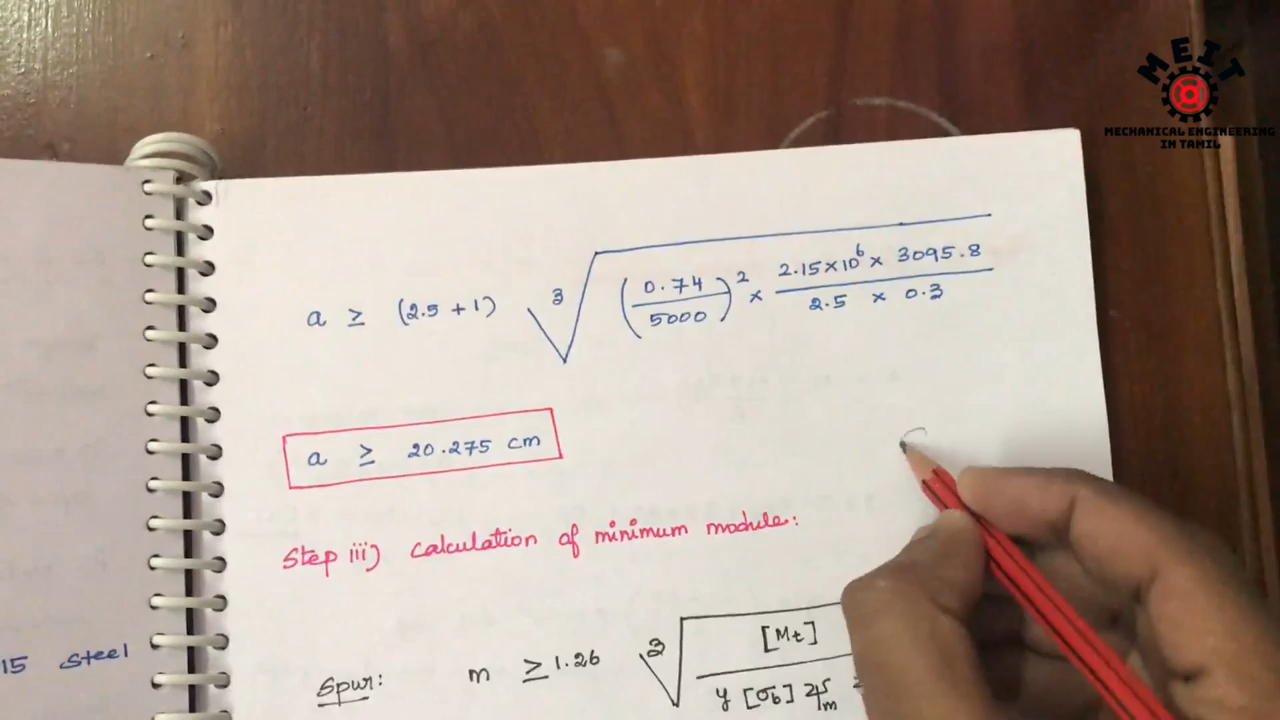 MEIT
MECHANICAL ENGINEERING
IN TAMIL
a ≥ (2.5 + 1) ∛((0.74/5000)² × (2.15×10⁶ × 3095.8)/(2.5 × 0.3))
a ≥ 20.275 cm
Step iii) Calculation of minimum module:
15 steel
Spur: m ≥ 1.26 ∛([Mt]/(y [σb] ψm